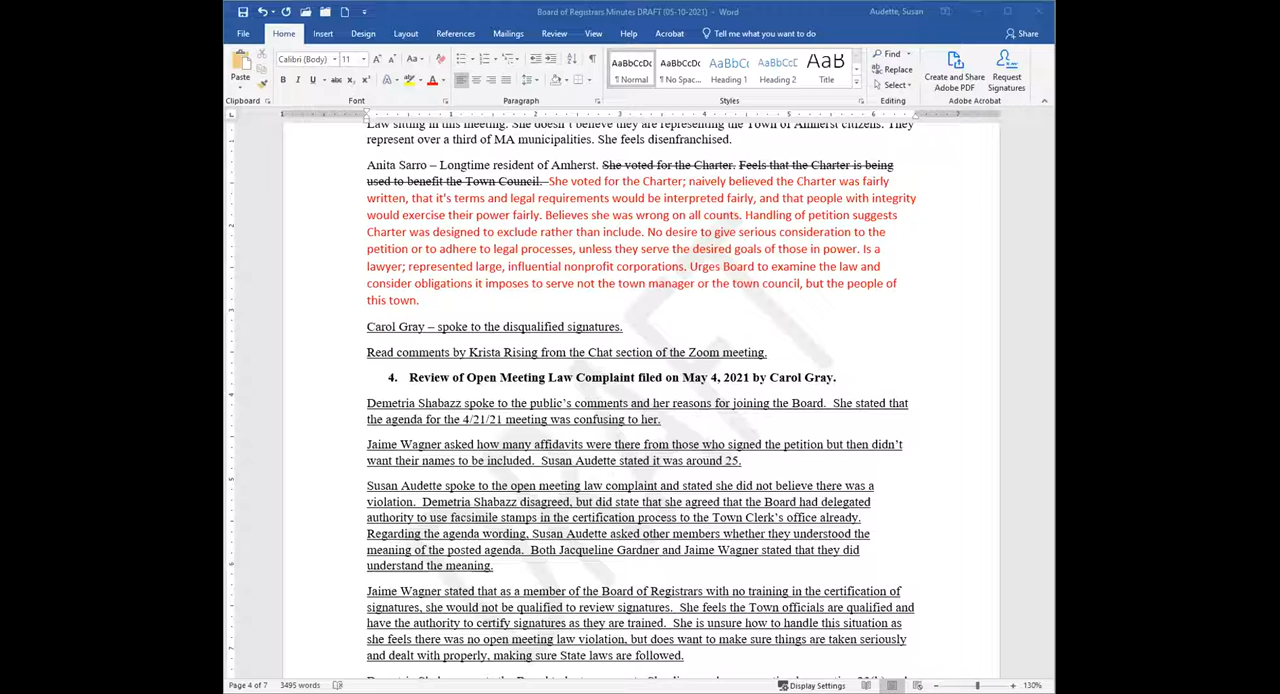 Board of Registrars Minutes DRAFT (05-10-2021) - Word
Audette, Susan
File Home Insert Design Layout References Mailings Review View Help Acrobat Tell me what you want to do Share
Calibri (Body) 11
Paste
B I U abc
Clipboard Font Paragraph Styles Editing Adobe Acrobat
AaBbCcDc AaBbCcDc AaBbCc AaBbCcD AaB
¶ Normal ¶ No Spac... Heading 1 Heading 2 Title
Find
Replace
Select
Create and Share Adobe PDF
Request Signatures
Law sitting in this meeting. She doesn't believe they are representing the Town of Amherst citizens. They
represent over a third of MA municipalities. She feels disenfranchised.
Anita Sarro – Longtime resident of Amherst. She voted for the Charter. Feels that the Charter is being
used to benefit the Town Council. She voted for the Charter; naively believed the Charter was fairly
written, that it's terms and legal requirements would be interpreted fairly, and that people with integrity
would exercise their power fairly. Believes she was wrong on all counts. Handling of petition suggests
Charter was designed to exclude rather than include. No desire to give serious consideration to the
petition or to adhere to legal processes, unless they serve the desired goals of those in power. Is a
lawyer; represented large, influential nonprofit corporations. Urges Board to examine the law and
consider obligations it imposes to serve not the town manager or the town council, but the people of
this town.
Carol Gray – spoke to the disqualified signatures.
Read comments by Krista Rising from the Chat section of the Zoom meeting.
4. Review of Open Meeting Law Complaint filed on May 4, 2021 by Carol Gray.
Demetria Shabazz spoke to the public's comments and her reasons for joining the Board. She stated that
the agenda for the 4/21/21 meeting was confusing to her.
Jaime Wagner asked how many affidavits were there from those who signed the petition but then didn't
want their names to be included. Susan Audette stated it was around 25.
Susan Audette spoke to the open meeting law complaint and stated she did not believe there was a
violation. Demetria Shabazz disagreed, but did state that she agreed that the Board had delegated
authority to use facsimile stamps in the certification process to the Town Clerk's office already.
Regarding the agenda wording, Susan Audette asked other members whether they understood the
meaning of the posted agenda. Both Jacqueline Gardner and Jaime Wagner stated that they did
understand the meaning.
Jaime Wagner stated that as a member of the Board of Registrars with no training in the certification of
signatures, she would not be qualified to review signatures. She feels the Town officials are qualified and
have the authority to certify signatures as they are trained. She is unsure how to handle this situation as
she feels there was no open meeting law violation, but does want to make sure things are taken seriously
and dealt with properly, making sure State laws are followed.
Page 4 of 7 3495 words Display Settings 130%